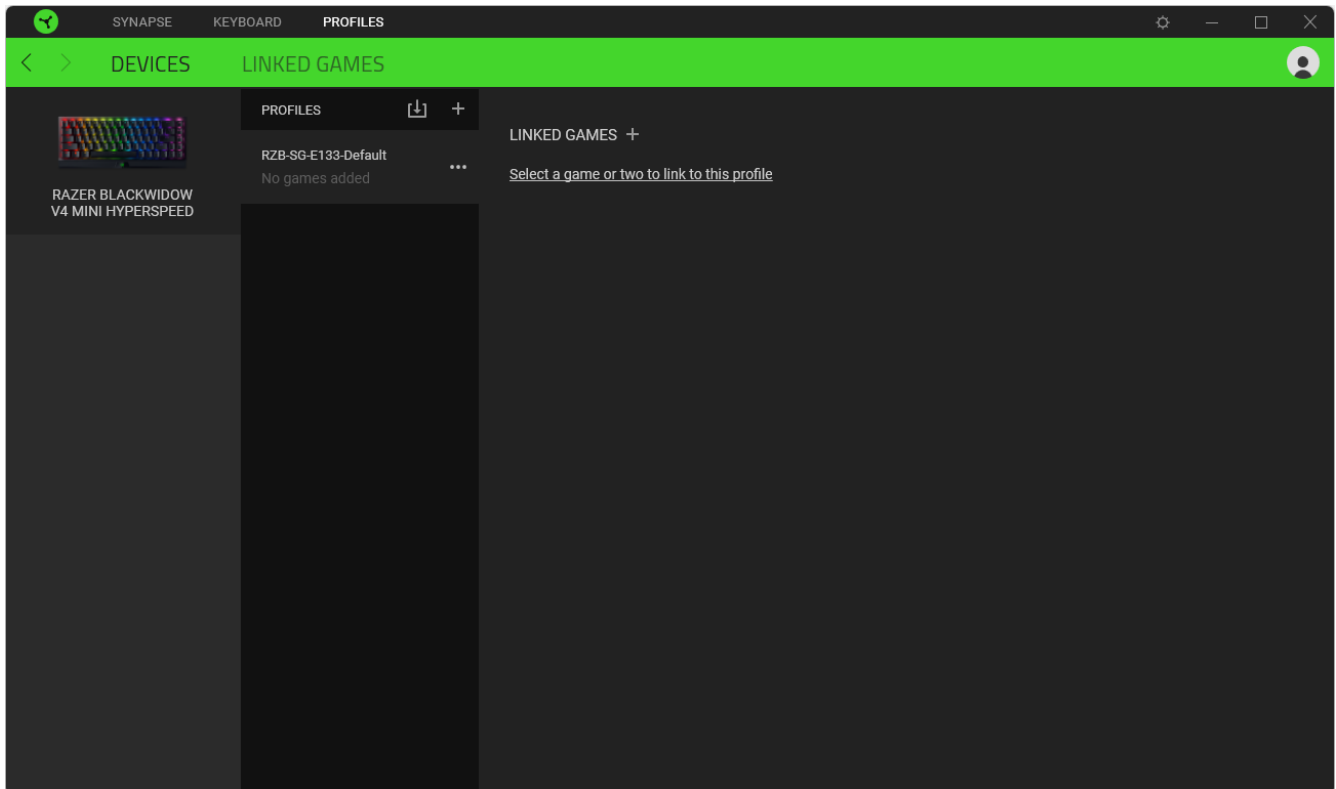 SYNAPSE KEYBOARD PROFILES
DEVICES LINKED GAMES
RAZER BLACKWIDOW
V4 MINI HYPERSPEED
PROFILES
RZB-SG-E133-Default
No games added
LINKED GAMES
Select a game or two to link to this profile